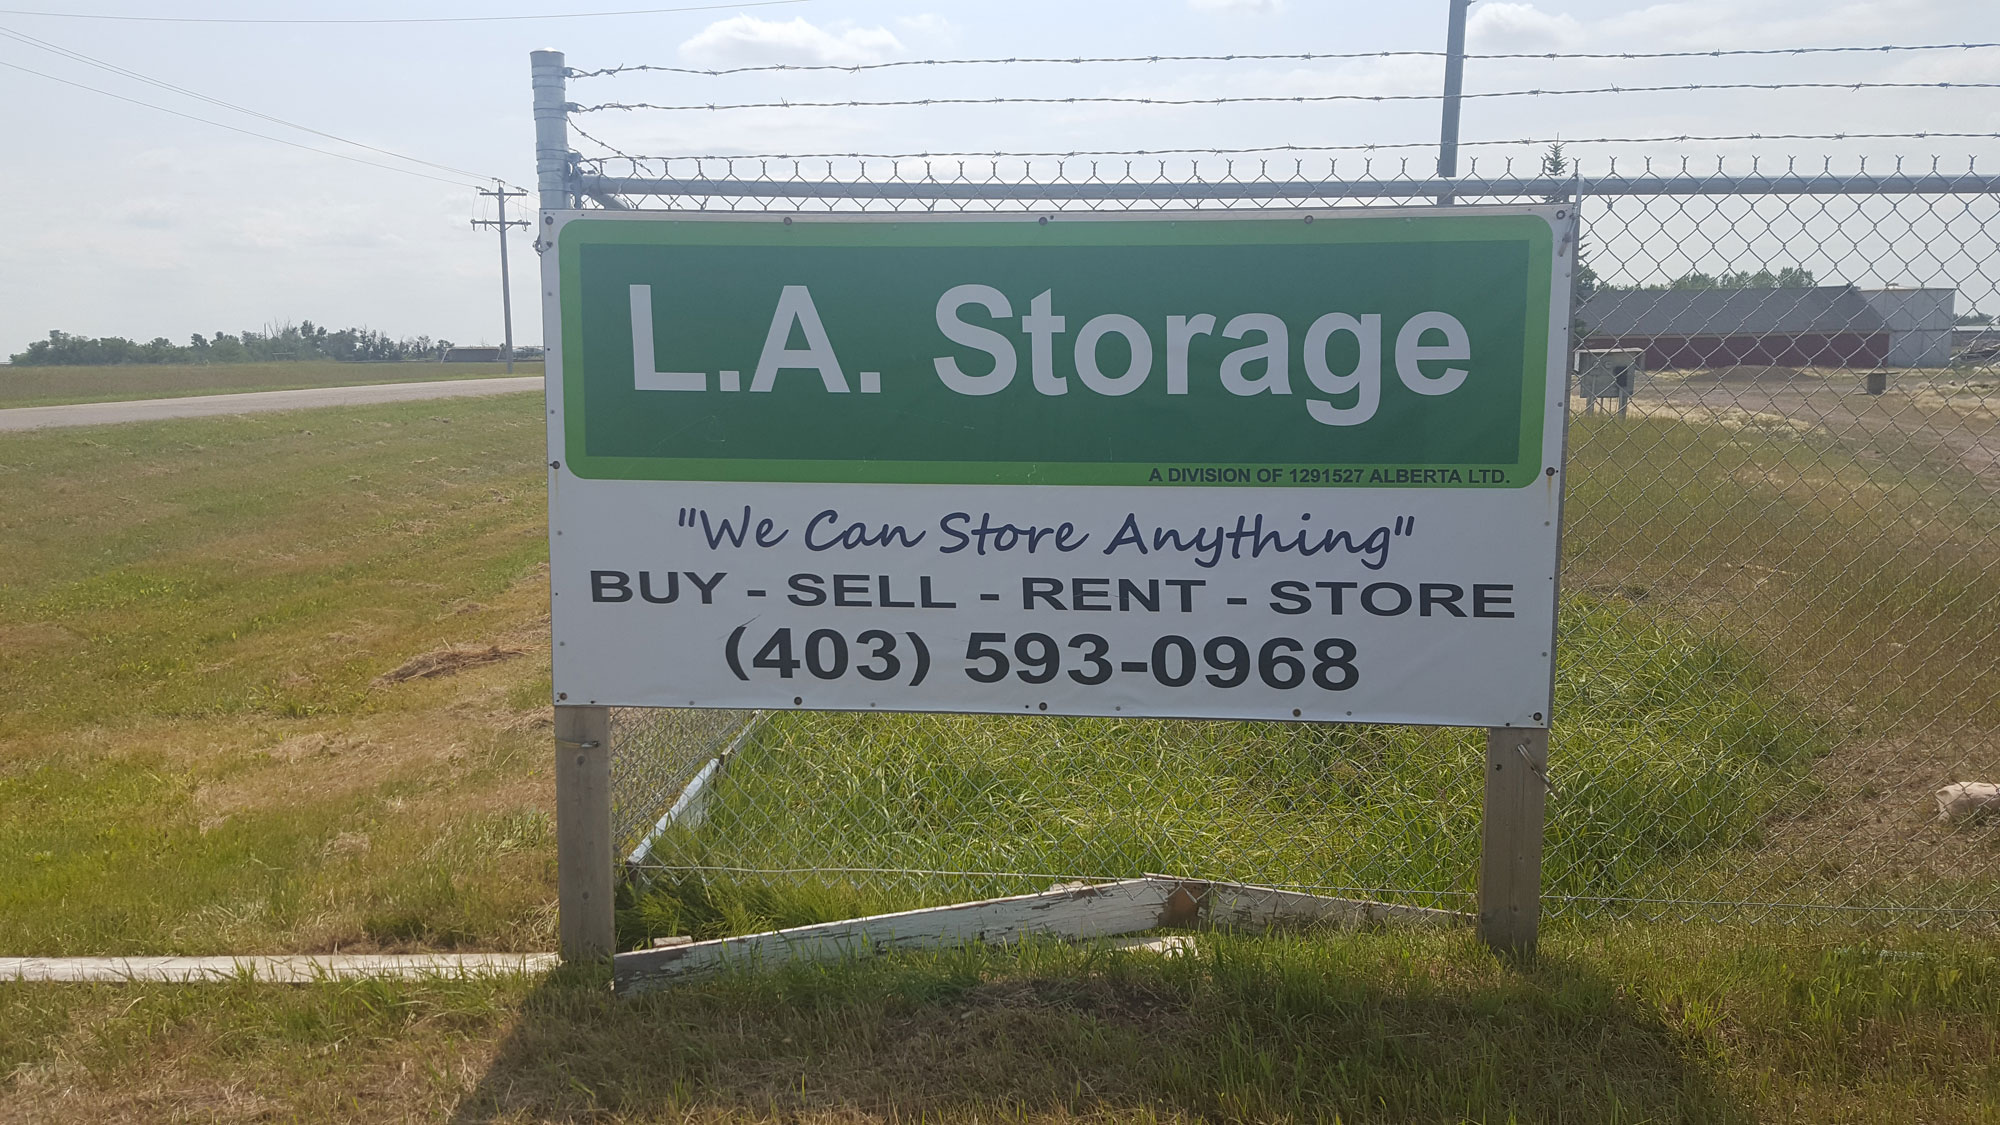 L.A. Storage
A DIVISION OF 1291527 ALBERTA LTD.
"We Can Store Anything"
BUY - SELL - RENT - STORE
(403) 593-0968